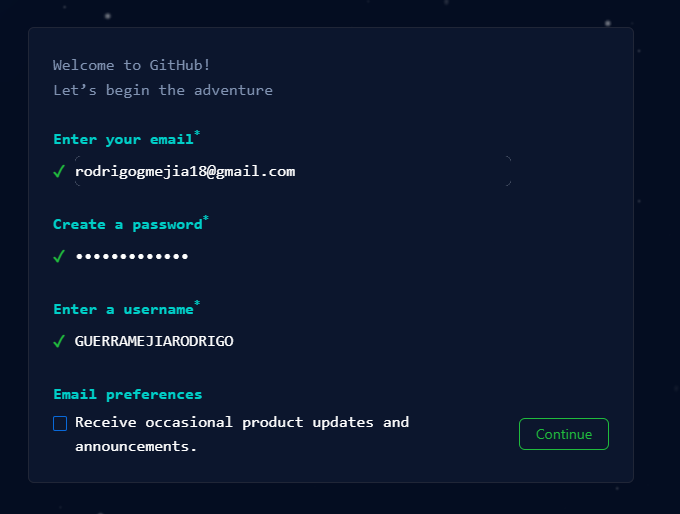 Welcome to GitHub!
Let’s begin the adventure
Enter your email*
✓ rodrigogmejia18@gmail.com
Create a password*
✓ •••••••••••••
Enter a username*
✓ GUERRAMEJIARODRIGO
Email preferences
Receive occasional product updates and
announcements.
Continue